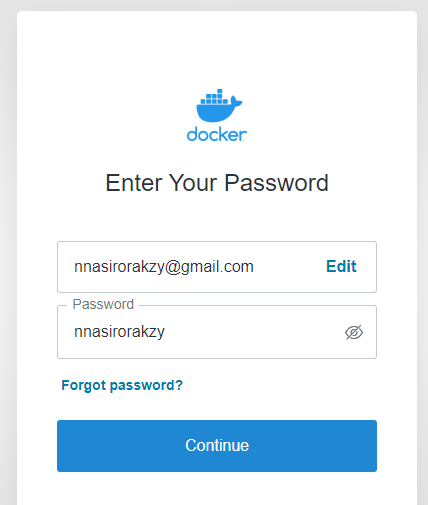 docker
Enter Your Password
nnasirorakzy@gmail.com Edit
Password
nnasirorakzy
Forgot password?
Continue